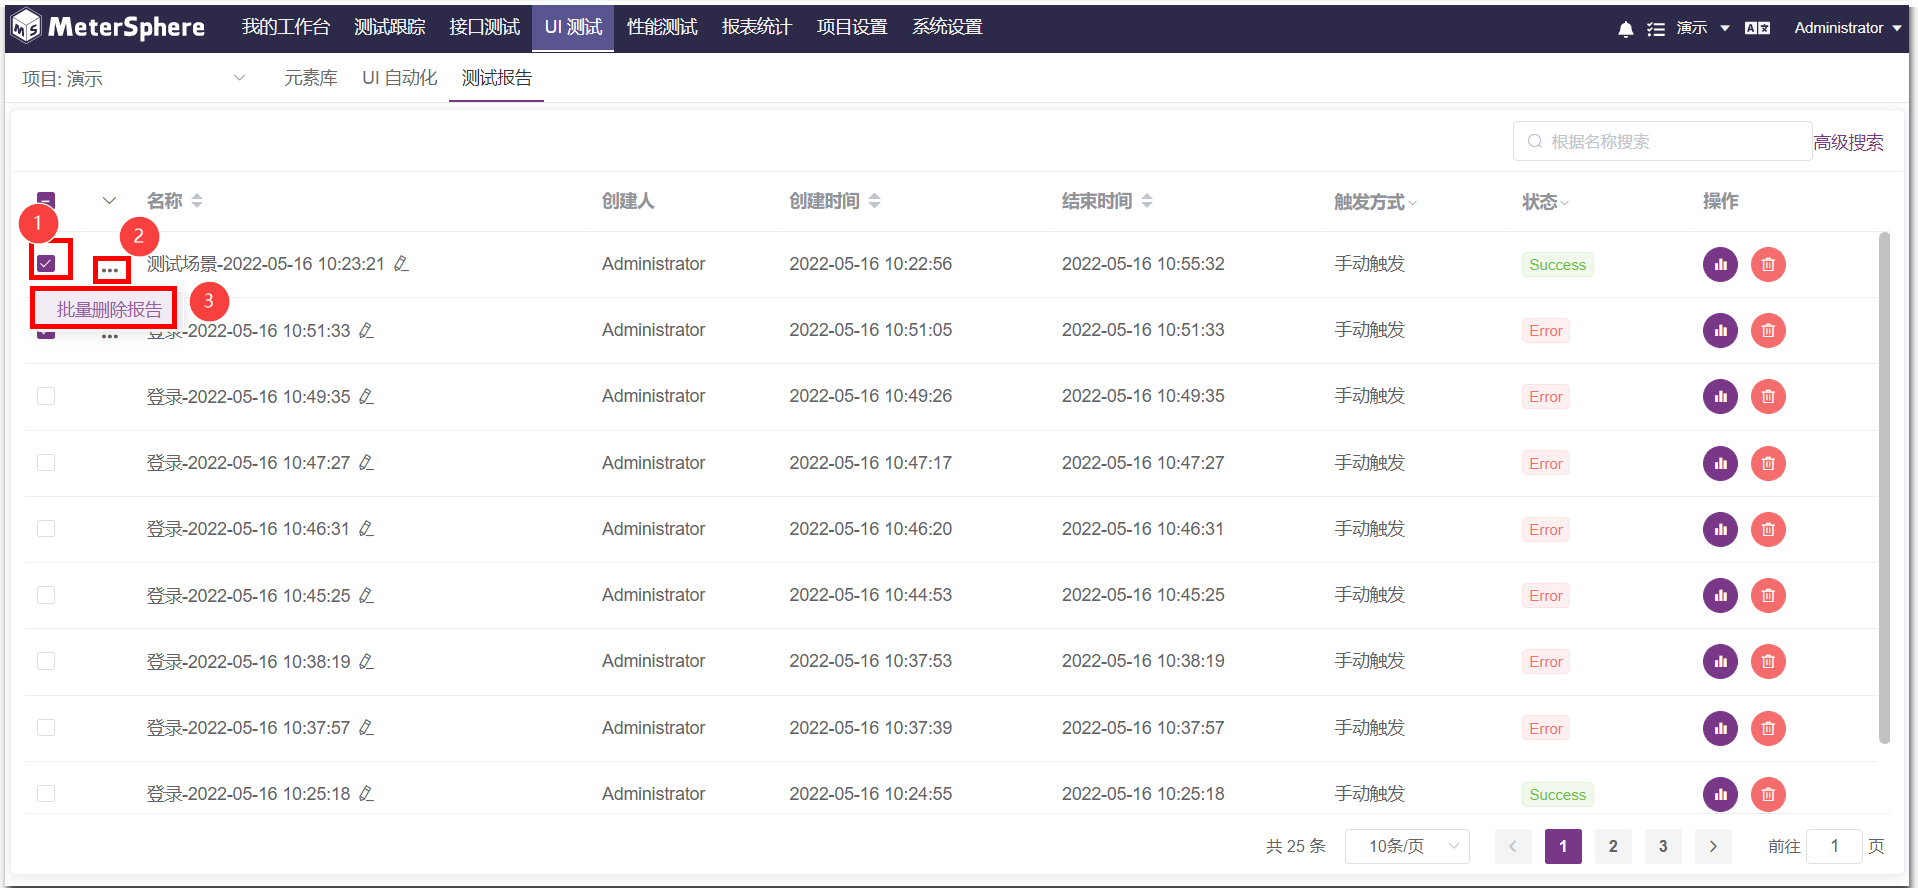 MeterSphere 我的工作台 测试跟踪 接口测试 UI 测试 性能测试 报表统计 项目设置 系统设置 演示 Administrator
项目: 演示 元素库 UI 自动化 测试报告
根据名称搜索 高级搜索
名称 创建人 创建时间 结束时间 触发方式 状态 操作
1
2
测试场景-2022-05-16 10:23:21 Administrator 2022-05-16 10:22:56 2022-05-16 10:55:32 手动触发 Success
批量删除报告 3
登录-2022-05-16 10:51:33 Administrator 2022-05-16 10:51:05 2022-05-16 10:51:33 手动触发 Error
登录-2022-05-16 10:49:35 Administrator 2022-05-16 10:49:26 2022-05-16 10:49:35 手动触发 Error
登录-2022-05-16 10:47:27 Administrator 2022-05-16 10:47:17 2022-05-16 10:47:27 手动触发 Error
登录-2022-05-16 10:46:31 Administrator 2022-05-16 10:46:20 2022-05-16 10:46:31 手动触发 Error
登录-2022-05-16 10:45:25 Administrator 2022-05-16 10:44:53 2022-05-16 10:45:25 手动触发 Error
登录-2022-05-16 10:38:19 Administrator 2022-05-16 10:37:53 2022-05-16 10:38:19 手动触发 Error
登录-2022-05-16 10:37:57 Administrator 2022-05-16 10:37:39 2022-05-16 10:37:57 手动触发 Error
登录-2022-05-16 10:25:18 Administrator 2022-05-16 10:24:55 2022-05-16 10:25:18 手动触发 Success
共 25 条 10条/页 1 2 3 前往 1 页